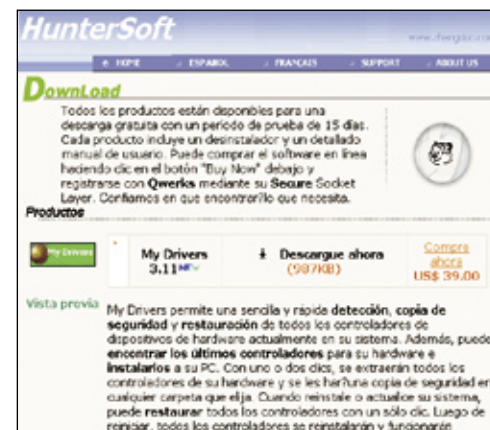 HunterSoft
HOME ESPAÑOL FRANÇAIS SUPPORT ABOUT US
DownLoad
Todos los productos están disponibles para una
descarga gratuita con un período de prueba de 15 días.
Cada producto incluye un desinstalador y un detallado
manual de usuario. Puede comprar el software en línea
haciendo clic en el botón "Buy Now" debajo y
registrarse con Qwerks mediante su Secure Socket
Layer. Confiamos en que encontrarllo que necesita.
Productos
My Drivers
My Drivers
3.11
Descargue ahora
(987KB)
Compre
ahora
US$ 39.00
Vista previa
My Drivers permite una sencilla y rápida detección, copia de
seguridad y restauración de todos los controladores de
dispositivos de hardware actualmente en su sistema. Además, puede
encontrar los últimos controladores para su hardware e
instalarlos a su PC. Con uno o dos clics, se extraerán todos los
controladores de su hardware y se les har?una copia de seguridad en
cualquier carpeta que elija. Cuando reinstale o actualice su sistema,
puede restaurar todos los controladores con un sólo clic. Luego de
reiniciar, todos los controladores se reinstalarán y funcionarán